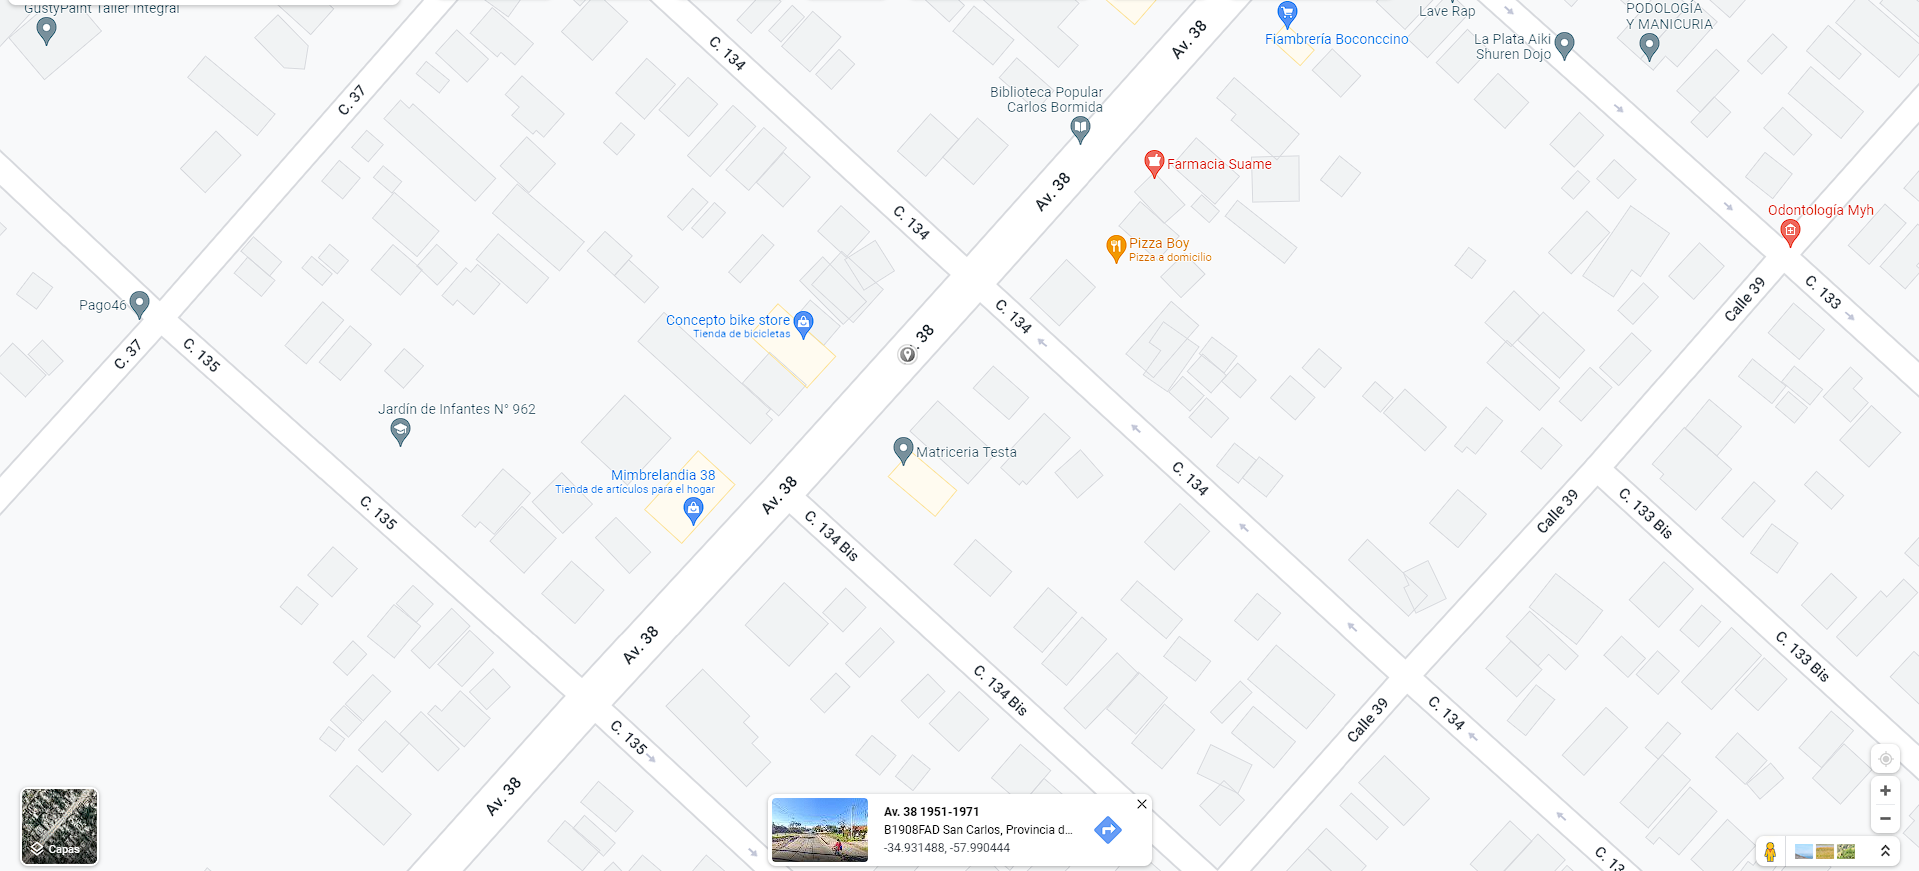 GustyPaint Taller Integral
C. 134
Av. 38
Fiambrería Boconccino
Lave Rap
La Plata Aiki
Shuren Dojo
PODOLOGÍA
Y MANICURIA
C. 37
Biblioteca Popular
Carlos Bormida
Farmacia Suame
Av. 38
C. 134
Odontología Myh
Pizza Boy
Pizza a domicilio
Pago46
C. 37
C. 135
Concepto bike store
Tienda de bicicletas
38
C. 134
Calle 39
C. 133
Jardín de Infantes N° 962
Matriceria Testa
Mimbrelandia 38
Tienda de artículos para el hogar
Av. 38
C. 134
C. 135
C. 134 Bis
Calle 39
C. 133 Bis
Av. 38
C. 134 Bis
C. 133 Bis
C. 135
Calle 39
C. 134
Av. 38
C. 13
Capas
Av. 38 1951-1971
B1908FAD San Carlos, Provincia d...
-34.931488, -57.990444